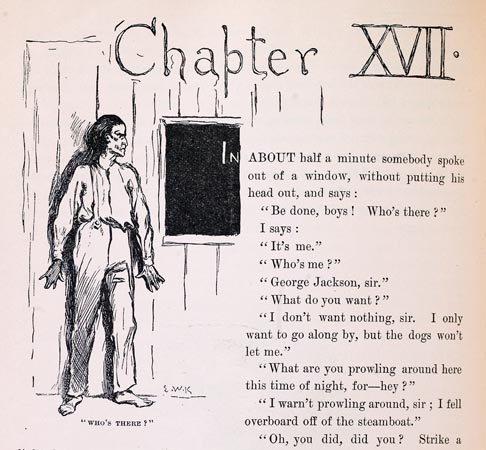 Chapter XVII.
IN ABOUT half a minute somebody spoke
out of a window, without putting his
head out, and says:
"Be done, boys! Who's there?"
I says:
"It's me."
"Who's me?"
"George Jackson, sir."
"What do you want?"
"I don't want nothing, sir. I only
want to go along by, but the dogs won't
let me."
"What are you prowling around here
this time of night, for—hey?"
"I warn't prowling around, sir; I fell
overboard off of the steamboat."
"Oh, you did, did you? Strike a
E.W.K
"WHO'S THERE?"